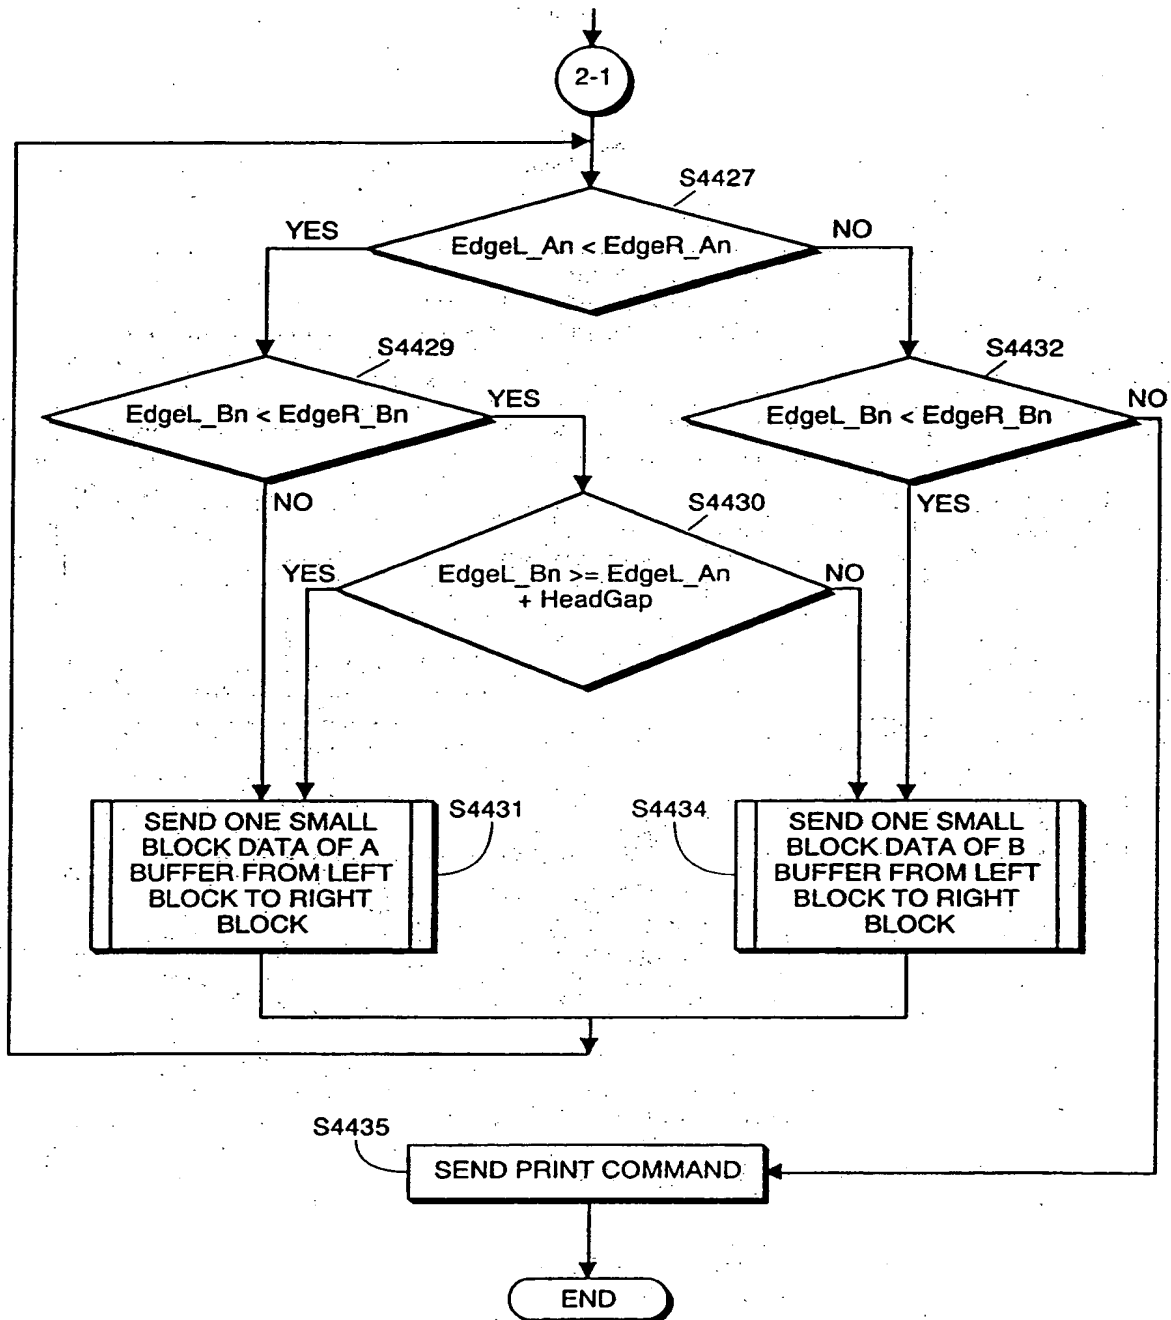 2-1
S4427
YES
NO
EdgeL_An < EdgeR_An
S4429
S4432
YES
NO
EdgeL_Bn < EdgeR_Bn
EdgeL_Bn < EdgeR_Bn
NO
S4430
YES
YES
NO
EdgeL_Bn >= EdgeL_An
+ HeadGap
SEND ONE SMALL
BLOCK DATA OF A
BUFFER FROM LEFT
BLOCK TO RIGHT
BLOCK
S4431
S4434
SEND ONE SMALL
BLOCK DATA OF B
BUFFER FROM LEFT
BLOCK TO RIGHT
BLOCK
S4435
SEND PRINT COMMAND
END